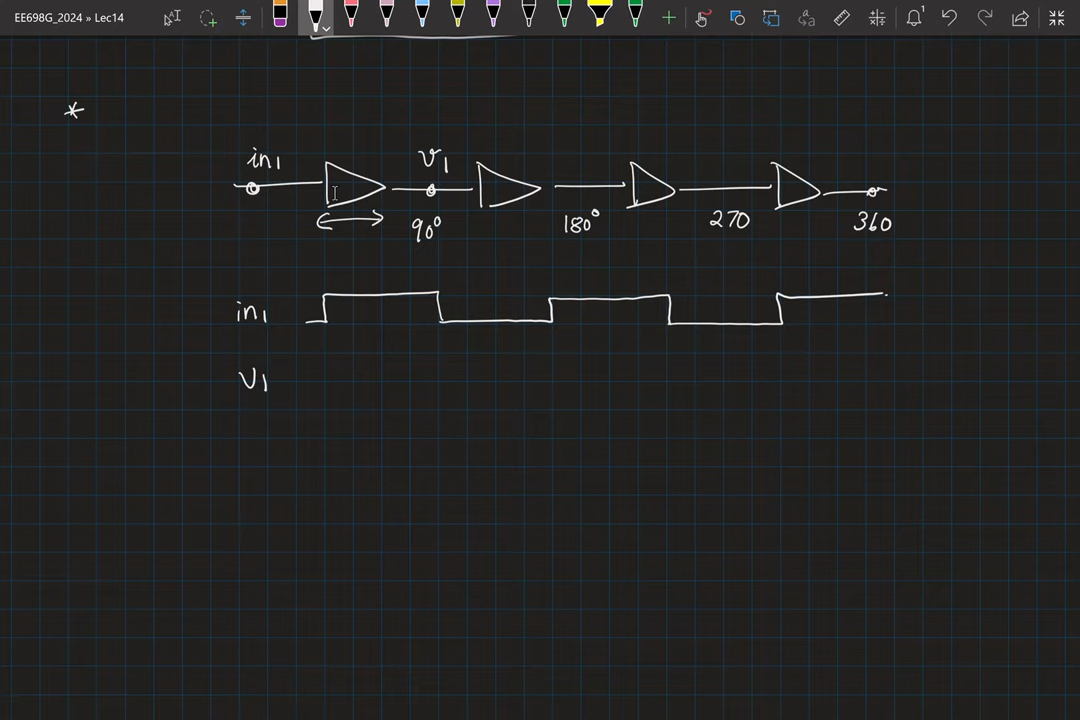 EE698G_2024 » Lec14
*
in1 v1
90° 180° 270 360
in1
V1